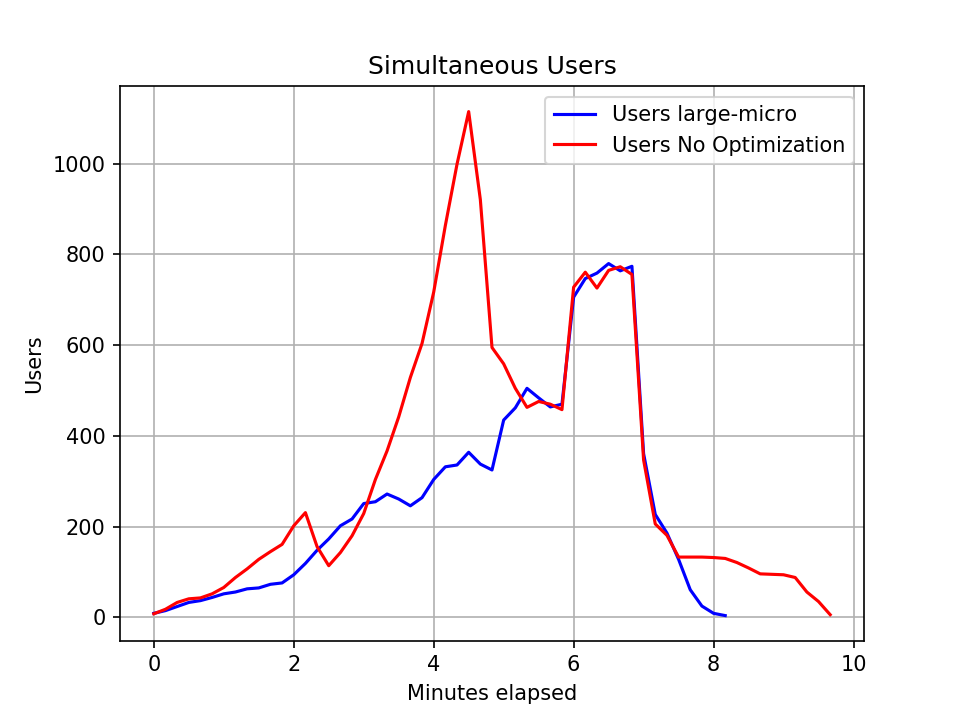 Simultaneous Users
Users large-micro
Users No Optimization
1000
800
600
400
200
0
Users
0 2 4 6 8 10
Minutes elapsed